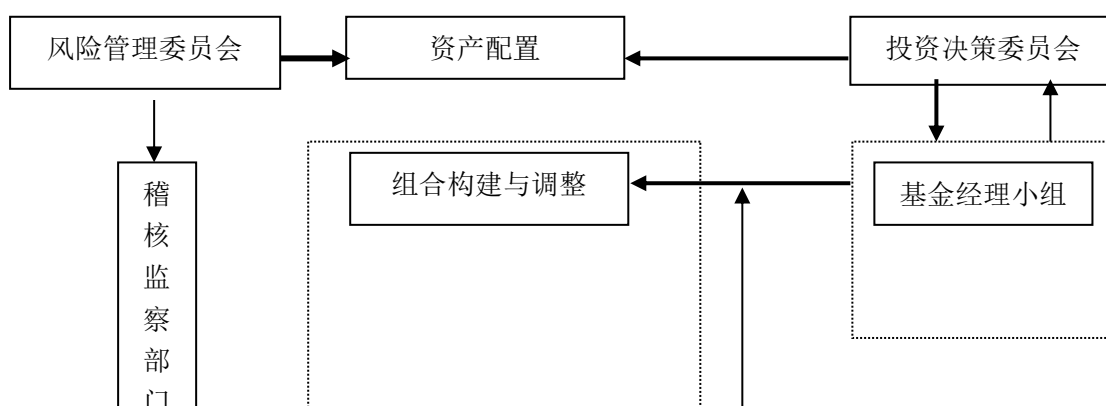 风险管理委员会
资产配置
投资决策委员会
组合构建与调整
基金经理小组
稽
核
监
察
部
门